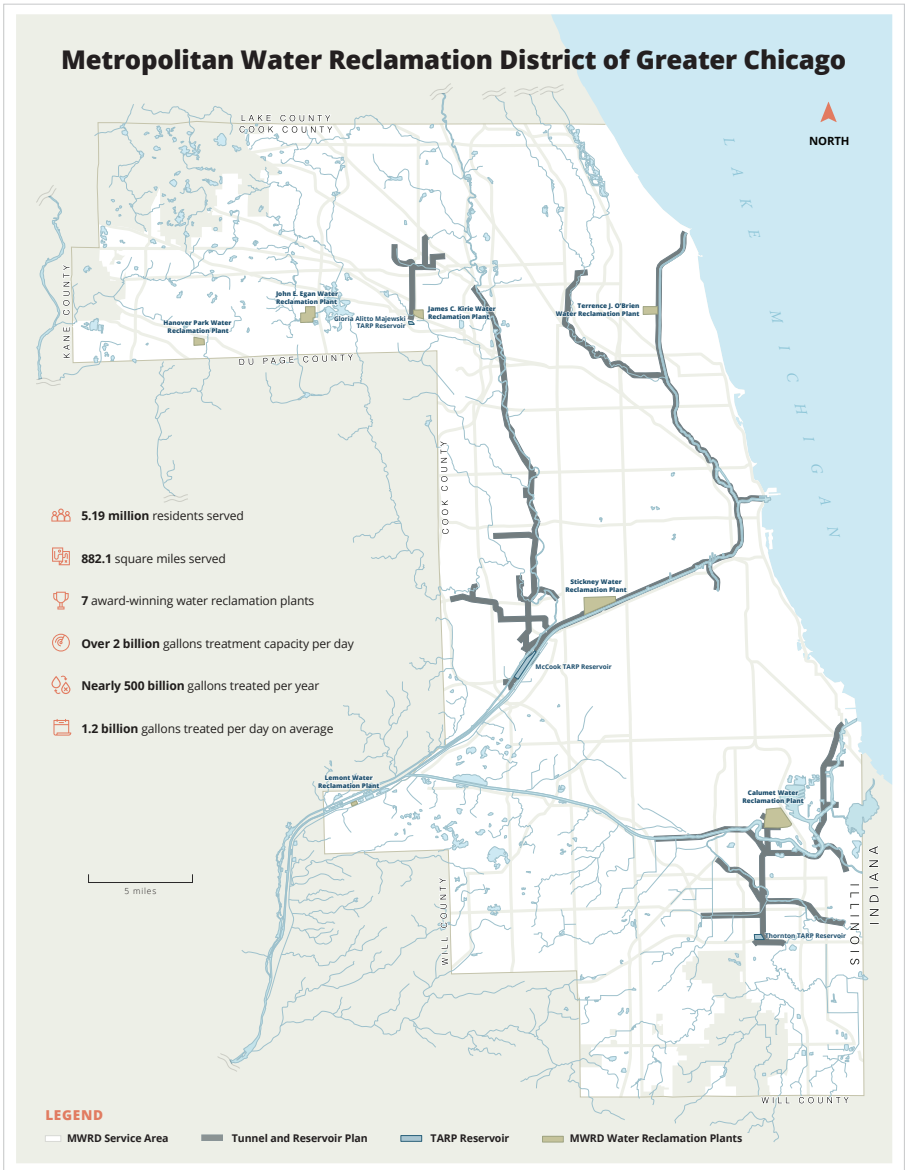 Metropolitan Water Reclamation District of Greater Chicago
LAKE COUNTY
COOK COUNTY
NORTH
LAKE MICHIGAN
KANE COUNTY
John E. Egan Water
Reclamation Plant
Hanover Park Water
Reclamation Plant
Gloria Alitto Majewski
TARP Reservoir
James C. Kirie Water
Reclamation Plant
Terrence J. O'Brien
Water Reclamation Plant
DU PAGE COUNTY
COOK COUNTY
5.19 million residents served
882.1 square miles served
7 award-winning water reclamation plants
Over 2 billion gallons treatment capacity per day
Nearly 500 billion gallons treated per year
1.2 billion gallons treated per day on average
Stickney Water
Reclamation Plant
McCook TARP Reservoir
Lemont Water
Reclamation Plant
Calumet Water
Reclamation Plant
5 miles
WILL COUNTY
ILLINOIS
INDIANA
Thornton TARP Reservoir
WILL COUNTY
LEGEND
MWRD Service Area
Tunnel and Reservoir Plan
TARP Reservoir
MWRD Water Reclamation Plants